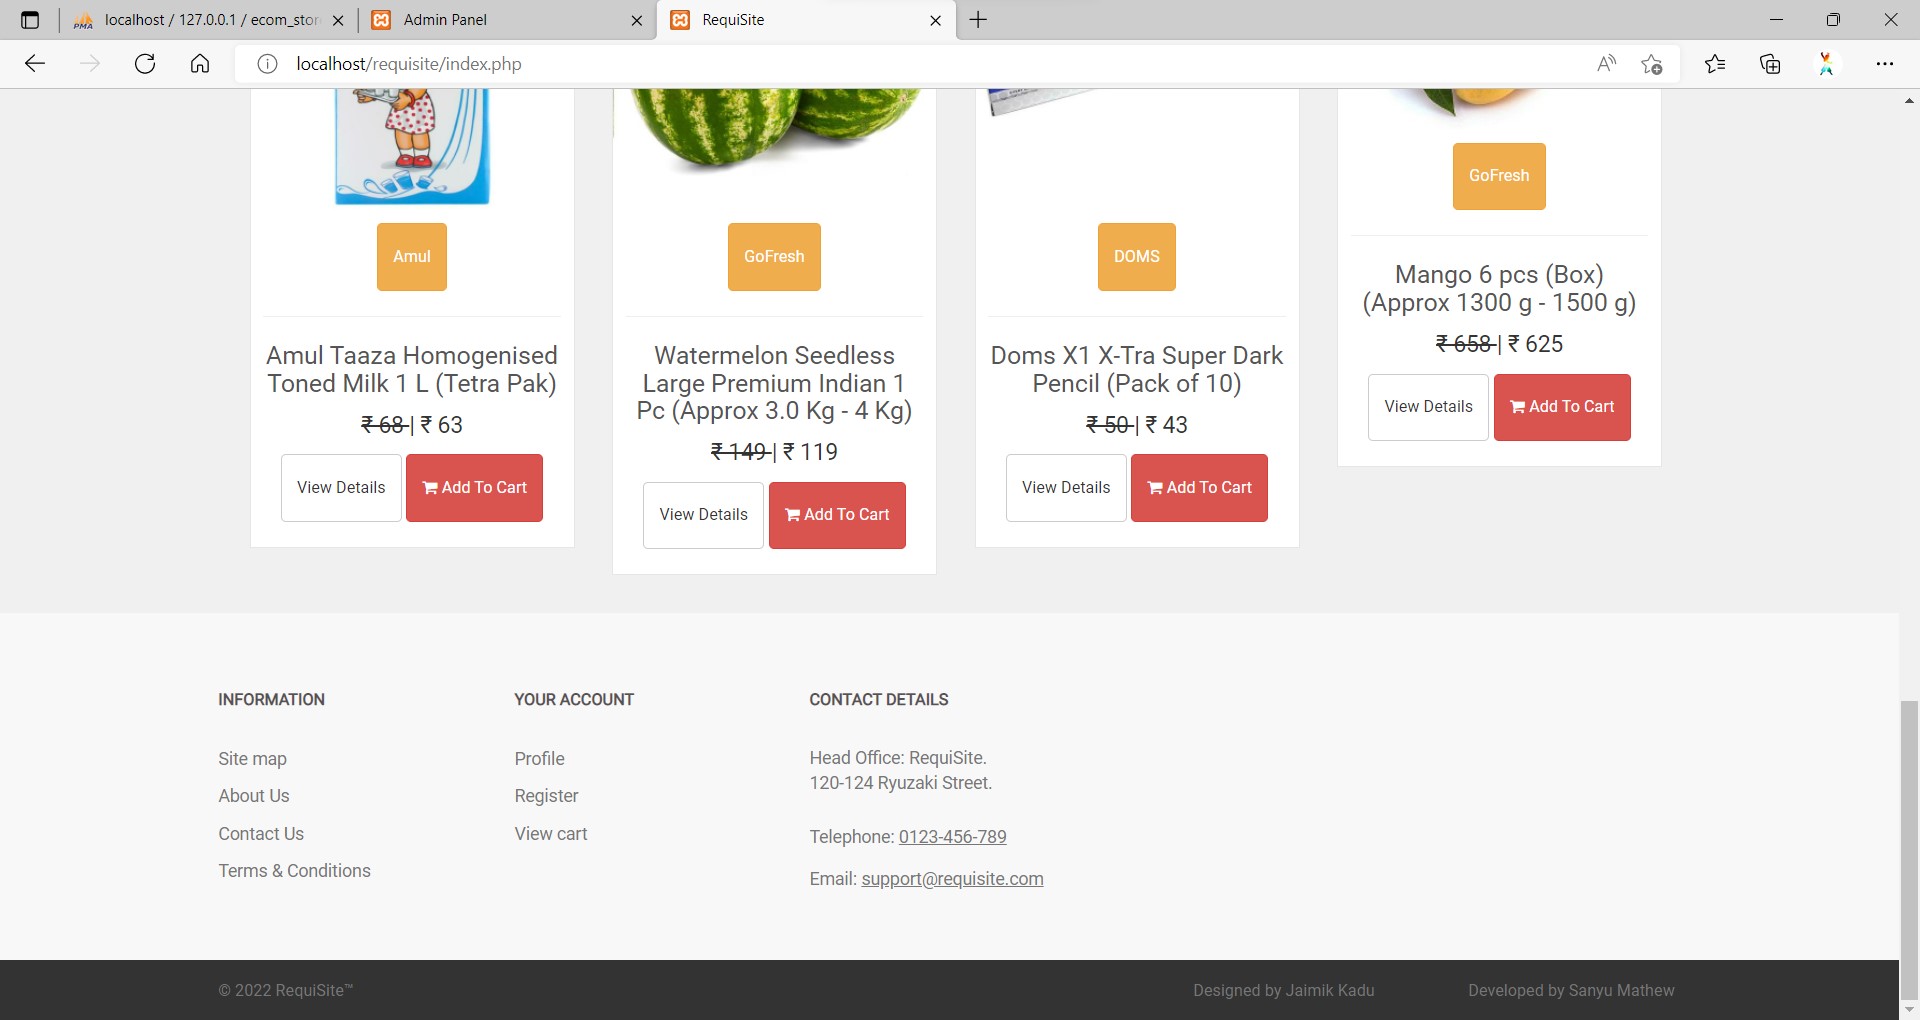 localhost / 127.0.0.1 / ecom_stor
Admin Panel
RequiSite
localhost/requisite/index.php
Amul
Amul Taaza Homogenised
Toned Milk 1 L (Tetra Pak)
₹ 68 | ₹ 63
View Details
Add To Cart
GoFresh
Watermelon Seedless
Large Premium Indian 1
Pc (Approx 3.0 Kg - 4 Kg)
₹ 149 | ₹ 119
View Details
Add To Cart
DOMS
Doms X1 X-Tra Super Dark
Pencil (Pack of 10)
₹ 50 | ₹ 43
View Details
Add To Cart
GoFresh
Mango 6 pcs (Box)
(Approx 1300 g - 1500 g)
₹ 658 | ₹ 625
View Details
Add To Cart
INFORMATION
Site map
About Us
Contact Us
Terms & Conditions
YOUR ACCOUNT
Profile
Register
View cart
CONTACT DETAILS
Head Office: RequiSite.
120-124 Ryuzaki Street.
Telephone: 0123-456-789
Email: support@requisite.com
© 2022 RequiSite™
Designed by Jaimik Kadu
Developed by Sanyu Mathew